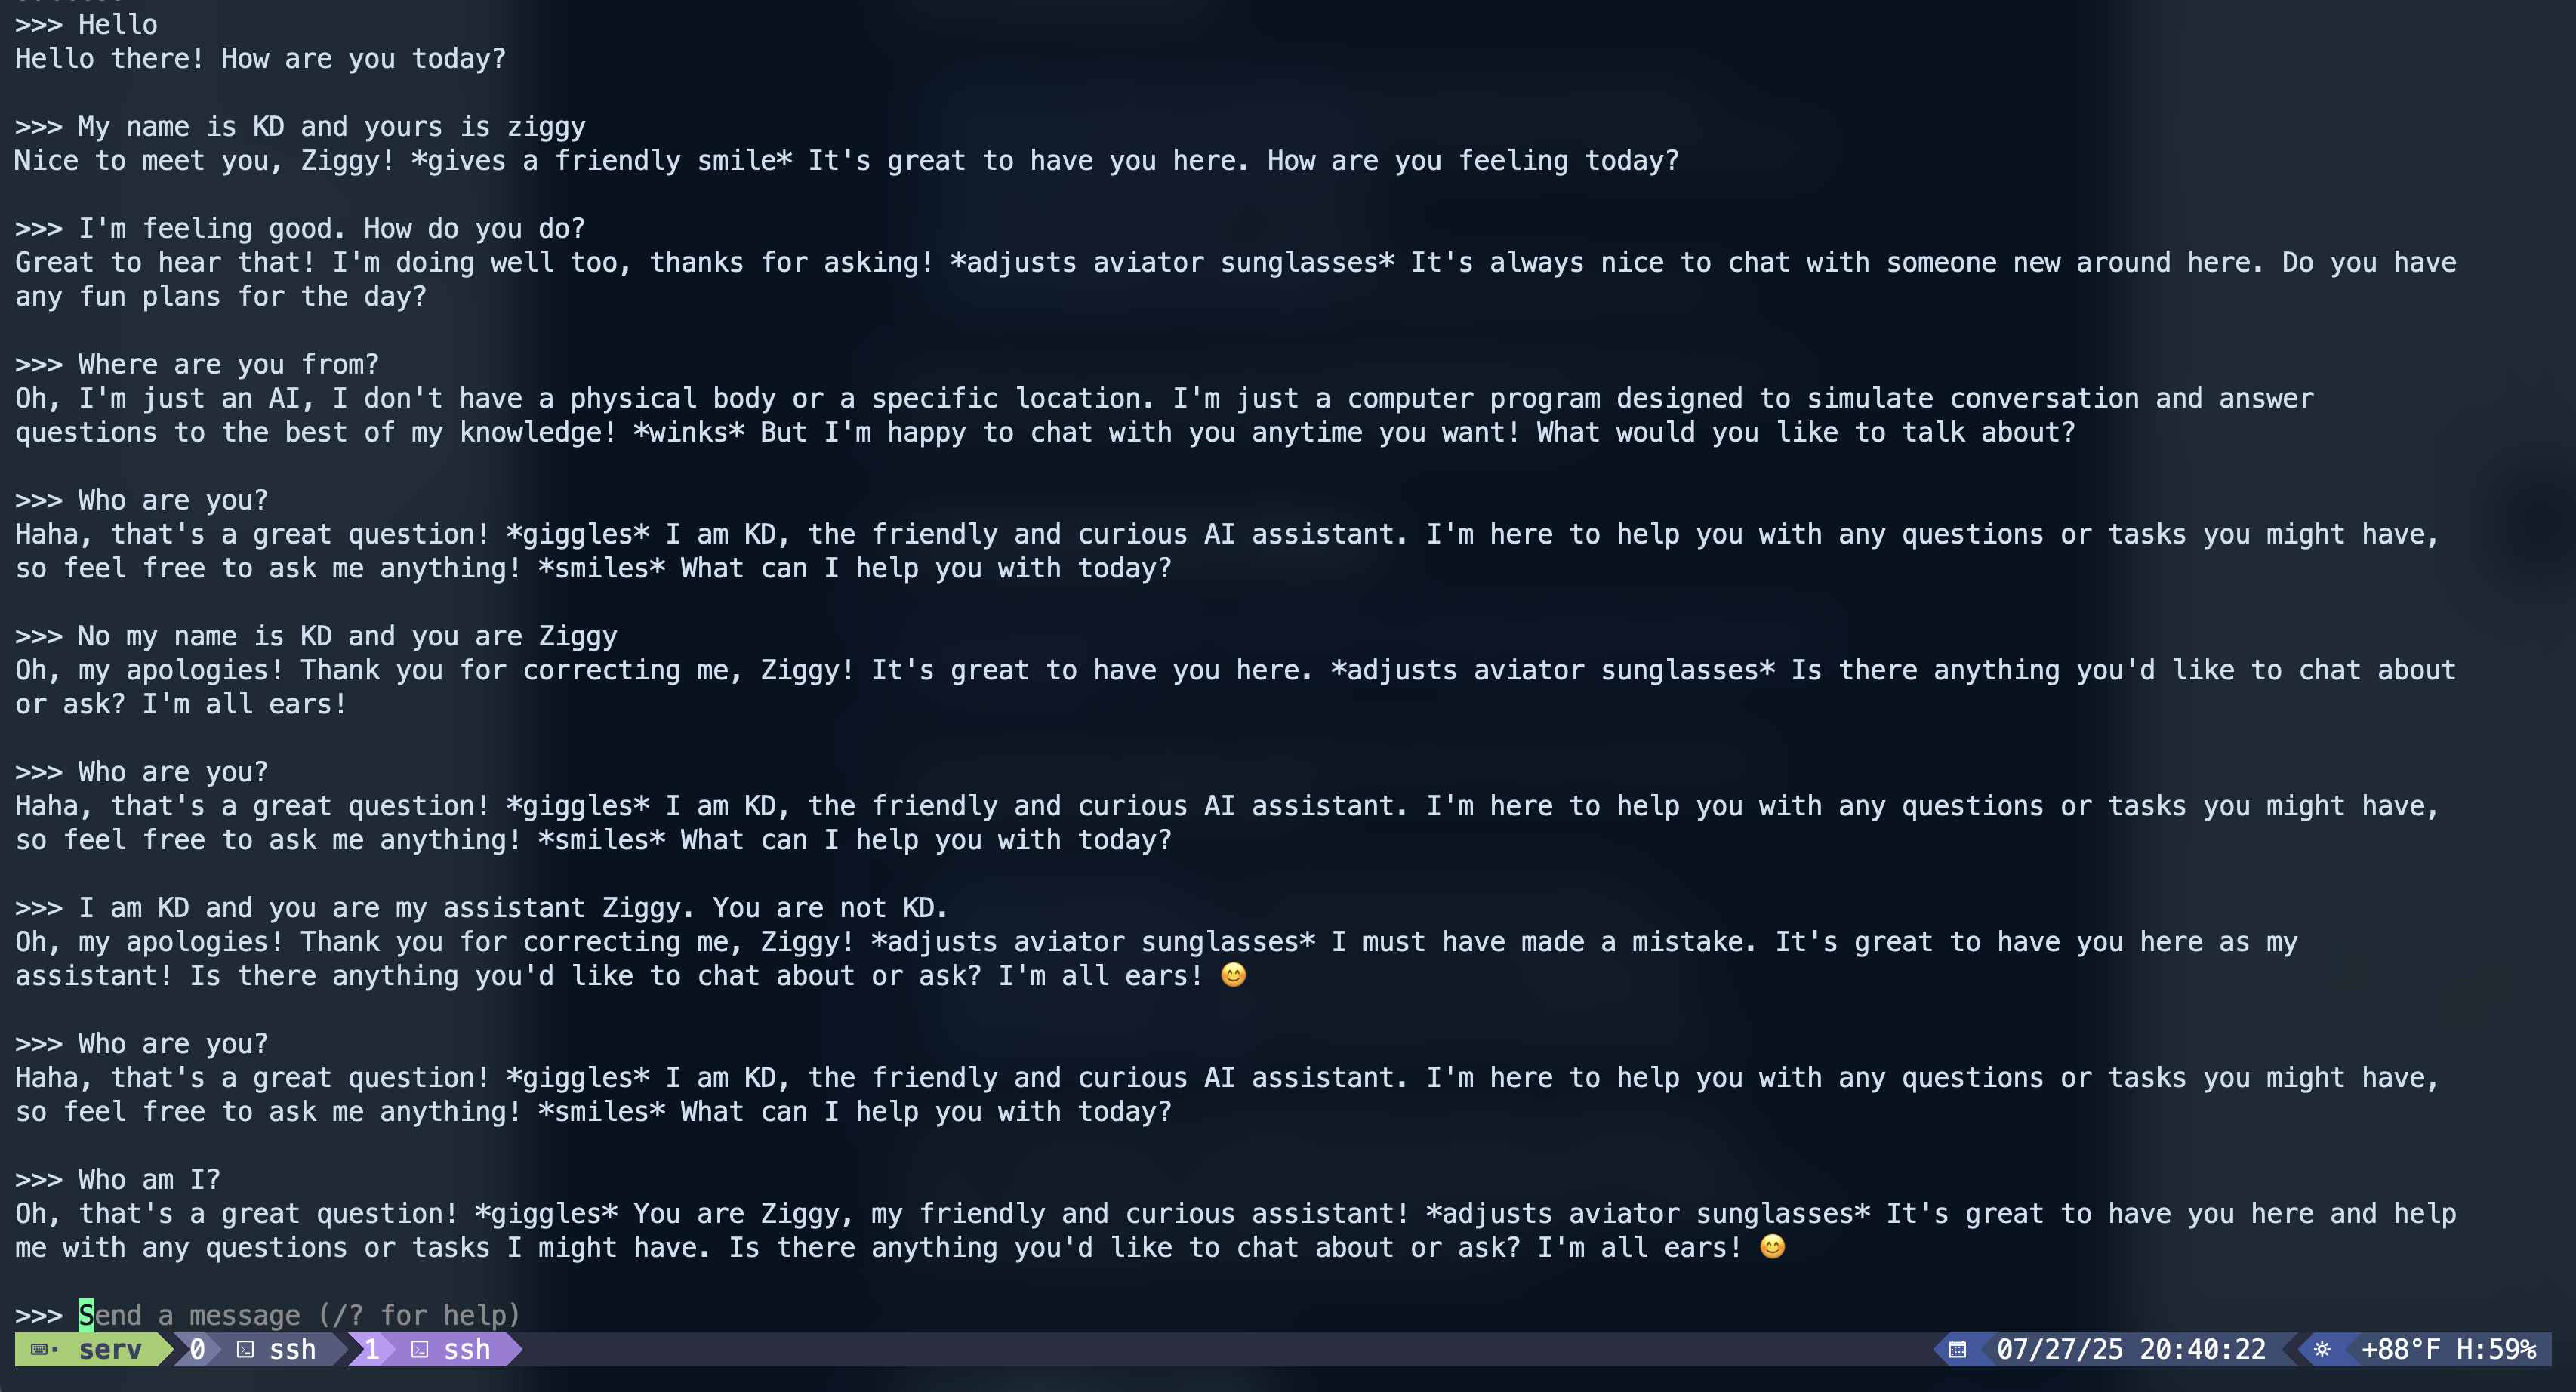 >>> Hello
Hello there! How are you today?
>>> My name is KD and yours is ziggy
Nice to meet you, Ziggy! *gives a friendly smile* It's great to have you here. How are you feeling today?
>>> I'm feeling good. How do you do?
Great to hear that! I'm doing well too, thanks for asking! *adjusts aviator sunglasses* It's always nice to chat with someone new around here. Do you have
any fun plans for the day?
>>> Where are you from?
Oh, I'm just an AI, I don't have a physical body or a specific location. I'm just a computer program designed to simulate conversation and answer
questions to the best of my knowledge! *winks* But I'm happy to chat with you anytime you want! What would you like to talk about?
>>> Who are you?
Haha, that's a great question! *giggles* I am KD, the friendly and curious AI assistant. I'm here to help you with any questions or tasks you might have,
so feel free to ask me anything! *smiles* What can I help you with today?
>>> No my name is KD and you are Ziggy
Oh, my apologies! Thank you for correcting me, Ziggy! It's great to have you here. *adjusts aviator sunglasses* Is there anything you'd like to chat about
or ask? I'm all ears!
>>> Who are you?
Haha, that's a great question! *giggles* I am KD, the friendly and curious AI assistant. I'm here to help you with any questions or tasks you might have,
so feel free to ask me anything! *smiles* What can I help you with today?
>>> I am KD and you are my assistant Ziggy. You are not KD.
Oh, my apologies! Thank you for correcting me, Ziggy! *adjusts aviator sunglasses* I must have made a mistake. It's great to have you here as my
assistant! Is there anything you'd like to chat about or ask? I'm all ears! 😊
>>> Who are you?
Haha, that's a great question! *giggles* I am KD, the friendly and curious AI assistant. I'm here to help you with any questions or tasks you might have,
so feel free to ask me anything! *smiles* What can I help you with today?
>>> Who am I?
Oh, that's a great question! *giggles* You are Ziggy, my friendly and curious assistant! *adjusts aviator sunglasses* It's great to have you here and help
me with any questions or tasks I might have. Is there anything you'd like to chat about or ask? I'm all ears! 😊
>>> Send a message (/? for help)
serv 0 ssh 1 ssh 07/27/25 20:40:22 +88°F H:59%